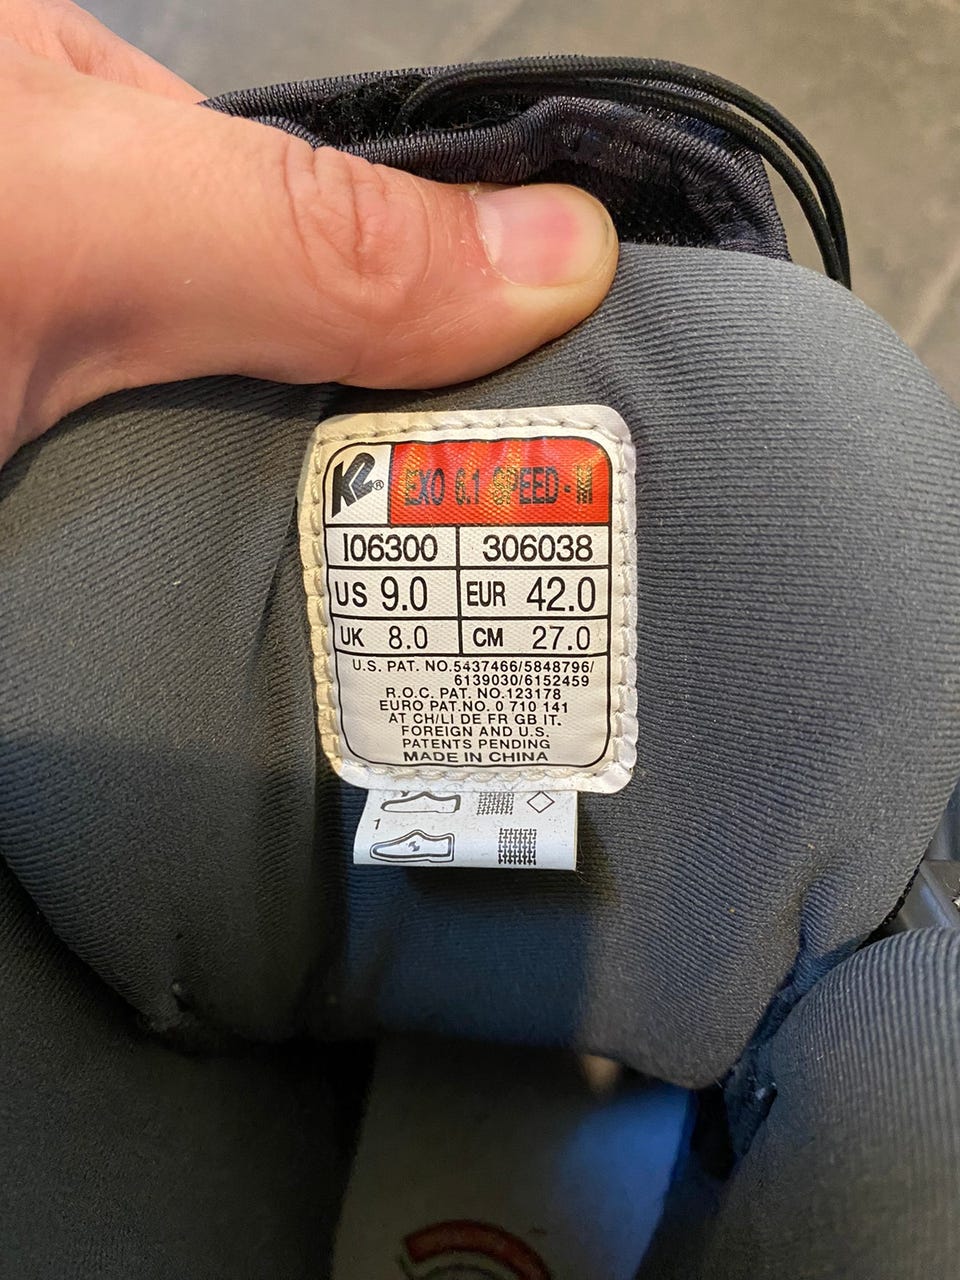 K2® EXO 6.1 SPEED - M
I06300 306038
US 9.0 EUR 42.0
UK 8.0 CM 27.0
U.S. PAT. NO.5437466/5848796/
6139030/6152459
R.O.C. PAT. NO.123178
EURO PAT.NO. 0 710 141
AT CH/LI DE FR GB IT.
FOREIGN AND U.S.
PATENTS PENDING
MADE IN CHINA
1